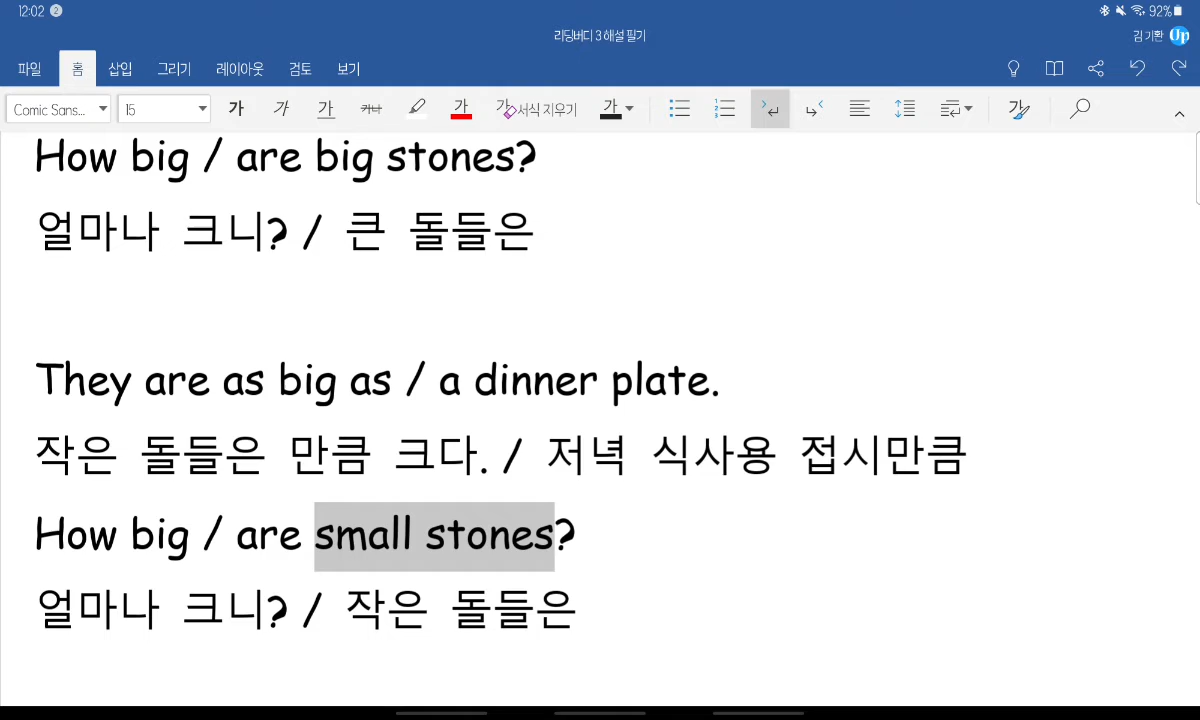 12:02 2 92%
리딩버디 3 해설 필기
김기환 Up
파일 홈 삽입 그리기 레이아웃 검토 보기
Comic Sans... 15 가 가 가 가나 가 가 서식 지우기 가 가
How big / are big stones?
얼마나 크니? / 큰 돌들은
They are as big as / a dinner plate.
작은 돌들은 만큼 크다. / 저녁 식사용 접시만큼
How big / are small stones?
얼마나 크니? / 작은 돌들은